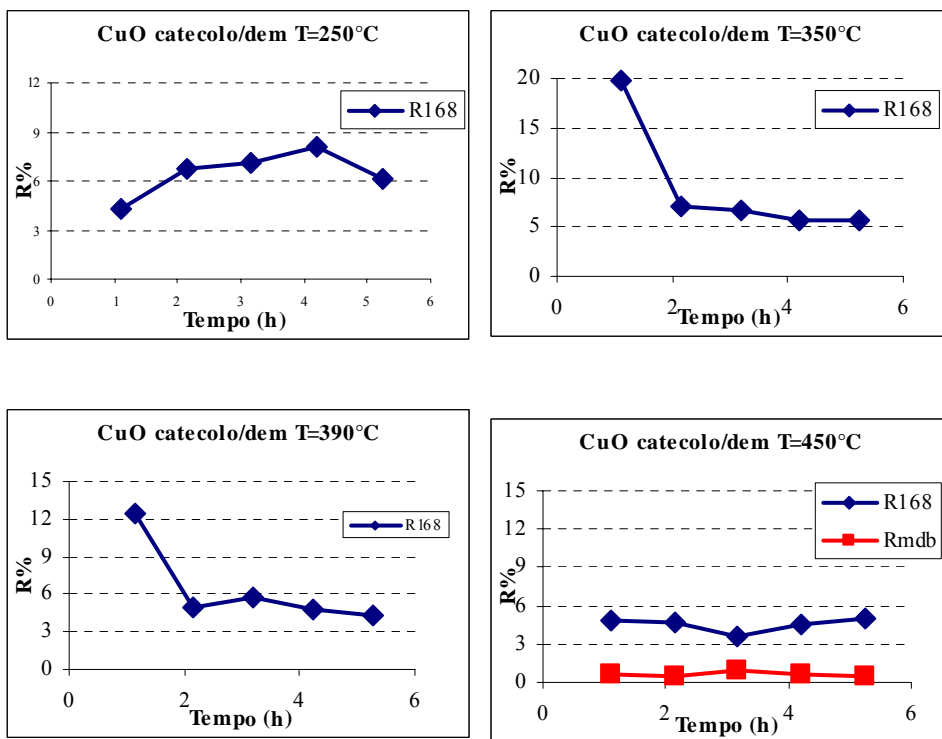 CuO catecolo/dem T=250°C
12
9
6
3
0
R%
R168
0 1 2 3 4 5 6
Tempo (h)
CuO catecolo/dem T=350°C
20
15
10
5
0
R%
R168
0 2 4 6
Tempo (h)
CuO catecolo/dem T=390°C
15
12
9
6
3
0
R%
R168
0 2 4 6
Tempo (h)
CuO catecolo/dem T=450°C
15
12
9
6
3
0
R%
R168
Rmdb
0 2 4 6
Tempo (h)